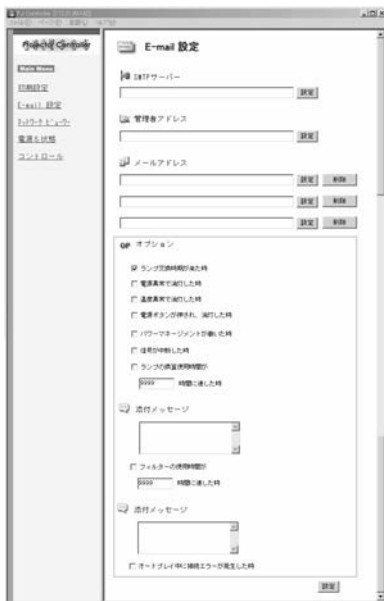 Projector Controller
Main Menu
初期設定
E-mail 設定
ネットワーク ビューワー
電源&状態
コントロール
E-mail 設定
SMTPサーバー
設定
管理者アドレス
設定
メールアドレス
設定 削除
設定 削除
設定 削除
OP オプション
ランプ交換時期が来た時
電源異常で消灯した時
温度異常で消灯した時
電源ボタンが押され、消灯した時
パワーマネージメントが働いた時
信号が中断した時
ランプの換算使用時間が
9999 時間に達した時
添付メッセージ
フィルターの使用時間が
9999 時間に達した時
添付メッセージ
オートプレイ中に接続エラーが発生した時
設定